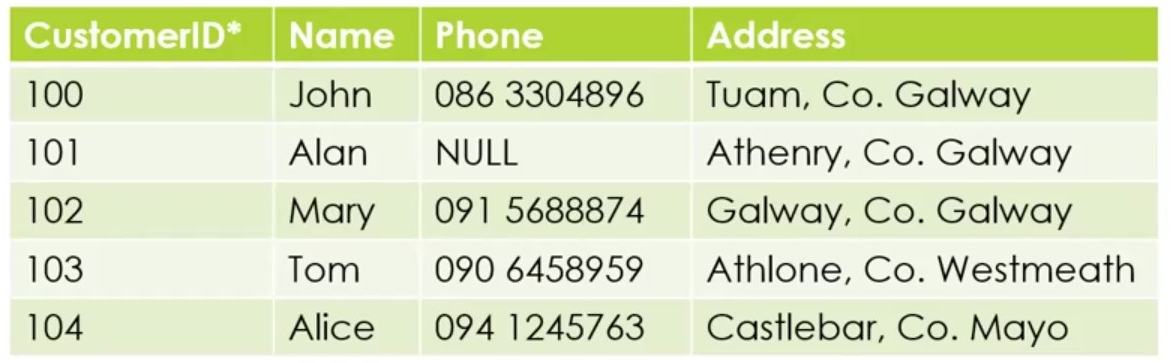 CustomerID* Name Phone Address
100 John 086 3304896 Tuam, Co. Galway
101 Alan NULL Athenry, Co. Galway
102 Mary 091 5688874 Galway, Co. Galway
103 Tom 090 6458959 Athlone, Co. Westmeath
104 Alice 094 1245763 Castlebar, Co. Mayo